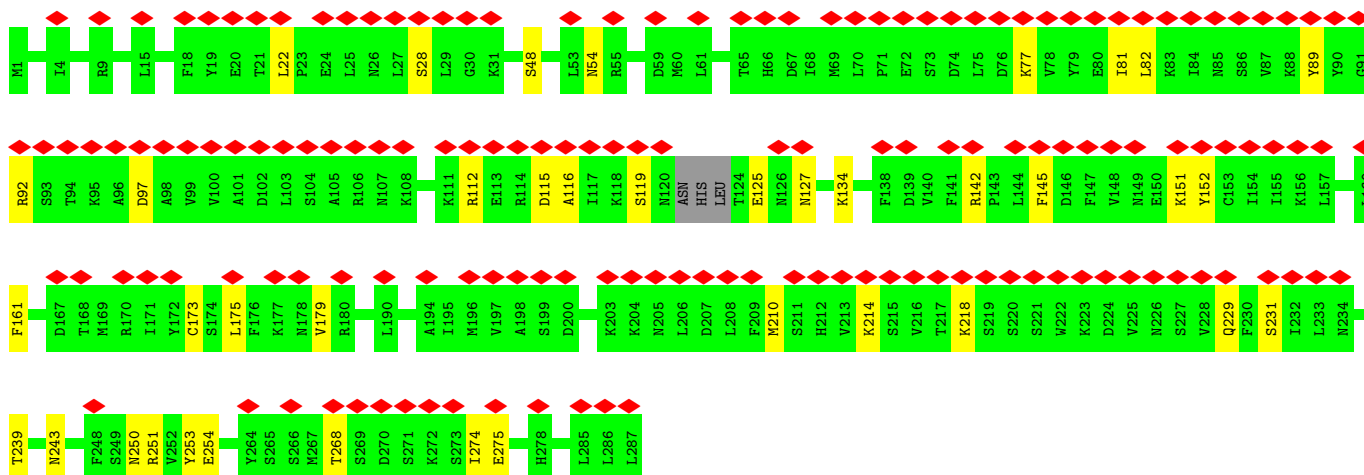 M1 I4 R9 L15 F18 Y19 E20 T21 L22 P23 E24 L25 N26 L27 S28 L29 G30 K31 S48 L53 N54 R55 D59 M60 L61 T65 H66 D67 I68 M69 L70 P71 E72 S73 D74 L75 D76 K77 V78 Y79 E80 I81 L82 K83 I84 N85 S86 V87 K88 Y89 Y90 G91
R92 S93 T94 K95 A96 D97 A98 V99 V100 A101 D102 L103 S104 A105 R106 N107 K108 K111 R112 E113 R114 D115 A116 I117 K118 S119 N120 ASN HIS LEU T124 E125 N126 N127 K134 F138 D139 V140 F141 R142 P143 L144 F145 D146 F147 V148 N149 E150 K151 Y152 C153 I154 I155 K156 L157
F161 D167 T168 M169 R170 I171 Y172 C173 S174 L175 F176 K177 N178 V179 R180 L190 A194 I195 M196 V197 A198 S199 D200 K203 K204 N205 L206 D207 L208 F209 M210 S211 H212 V213 K214 S215 V216 T217 K218 S219 S220 S221 W222 K223 D224 V225 N226 S227 V228 Q229 F230 S231 I232 L233 N234
T239 N243 F248 S249 N250 R251 V252 Y253 E254 Y264 S265 S266 M267 T268 S269 D270 S271 K272 S273 I274 E275 H278 L285 L286 L287